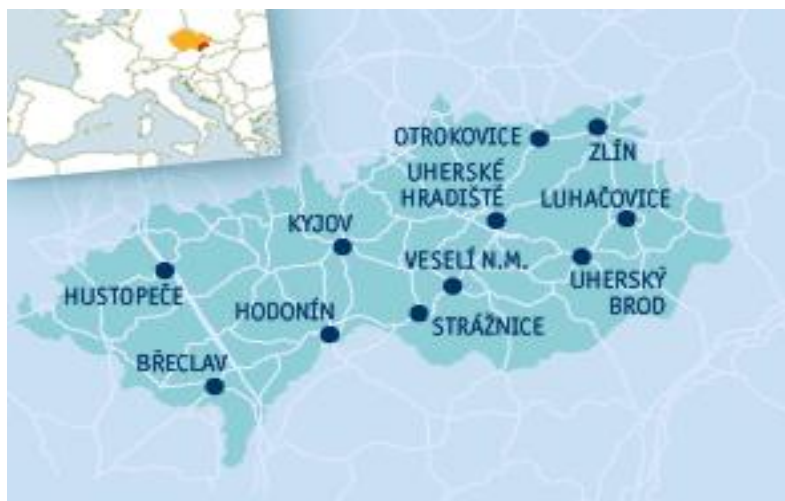 OTROKOVICE
ZLÍN
UHERSKÉ
HRADIŠTĚ
LUHAČOVICE
KYJOV
VESELÍ N.M.
UHERSKÝ
BROD
HUSTOPEČE
HODONÍN
STRÁŽNICE
BŘECLAV